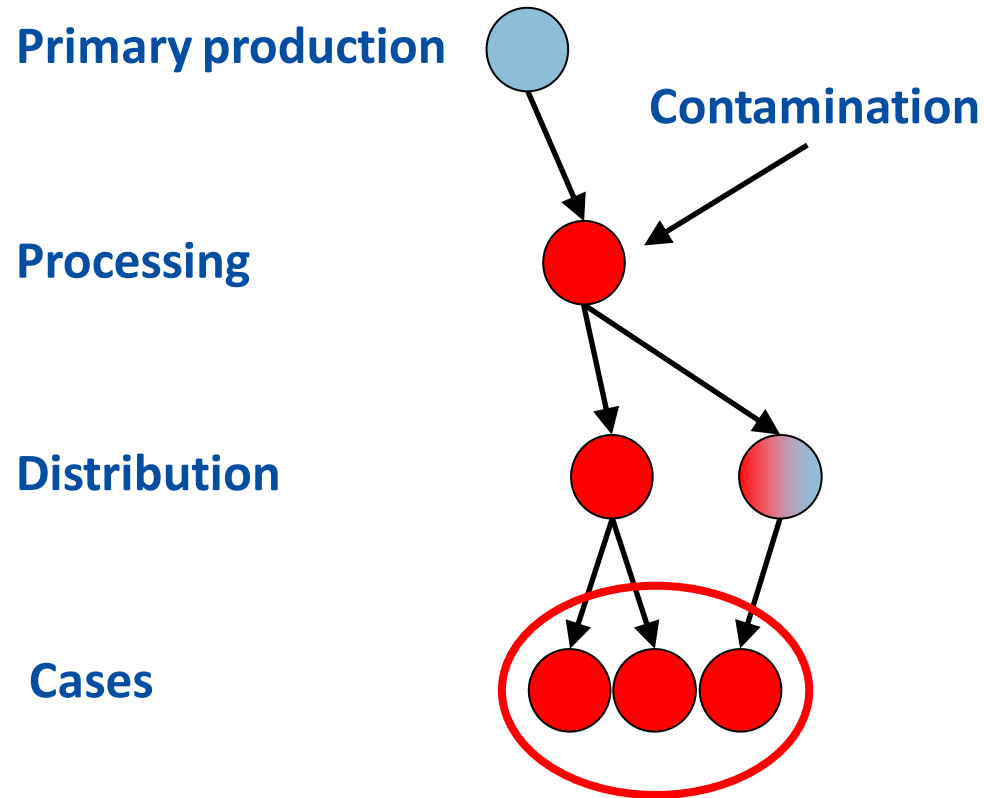 Primary production
Contamination
Processing
Distribution
Cases